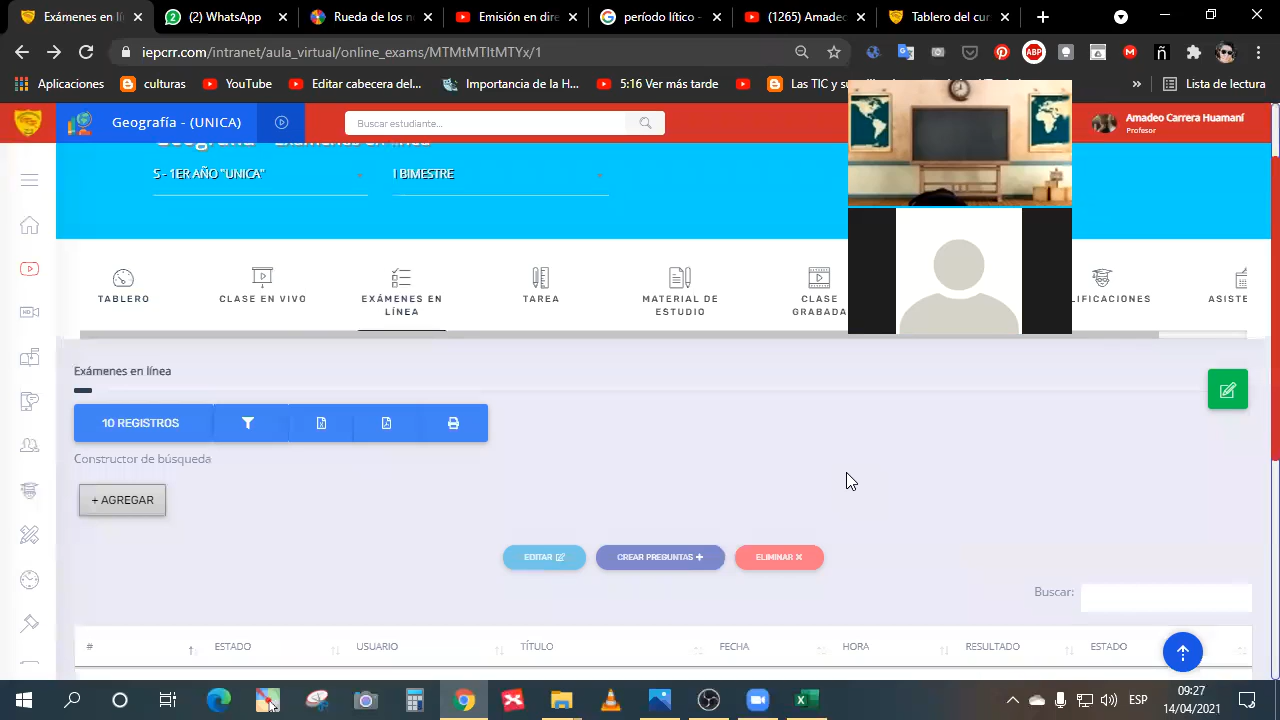 Exámenes en lí
(2) WhatsApp
Rueda de los n
Emisión en dire
período lítico -
(1265) Amadeo
Tablero del cur
iepcrr.com/intranet/aula_virtual/online_exams/MTMtMTItMTYx/1
ABP
ñ
Aplicaciones
culturas
YouTube
Editar cabecera del...
Importancia de la H...
5:16 Ver más tarde
Las TIC y su
»
Lista de lectura
Geografía - (UNICA)
Buscar estudiante...
Amadeo Carrera Huamaní
Profesor
Geografía - Exámenes en línea
S - 1ER AÑO "UNICA"
I BIMESTRE
TABLERO
CLASE EN VIVO
EXÁMENES EN
LÍNEA
TAREA
MATERIAL DE
ESTUDIO
CLASE
GRABADA
LIFICACIONES
ASISTE
Exámenes en línea
10 REGISTROS
Constructor de búsqueda
+ AGREGAR
EDITAR
CREAR PREGUNTAS +
ELIMINAR ×
Buscar:
#
ESTADO
USUARIO
TÍTULO
FECHA
HORA
RESULTADO
ESTADO
ESP
09:27
14/04/2021